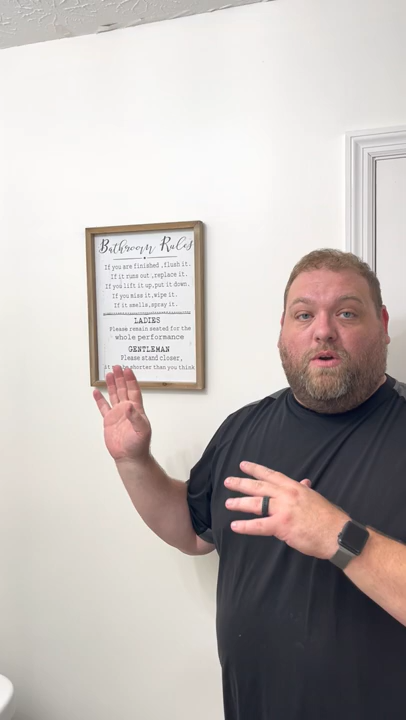 Bathroom Rules
If you are finished ,flush it.
If it runs out ,replace it.
If you lift it up,put it down.
If you miss it,wipe it.
If it smells,spray it.
LADIES
Please remain seated for the
whole performance
GENTLEMAN
Please stand closer,
it shorter than you think